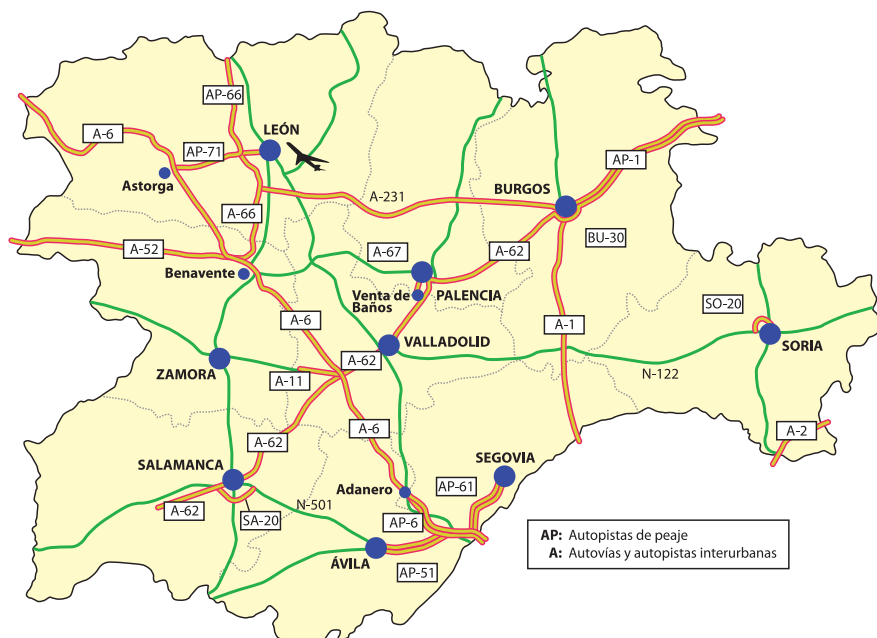 AP-66
A-6
AP-71
LEÓN
Astorga
AP-1
A-231
BURGOS
A-66
BU-30
A-52
A-67
A-62
Benavente
Venta de
Baños
PALENCIA
SO-20
A-6
A-1
VALLADOLID
SORIA
A-62
ZAMORA
A-11
N-122
A-6
A-2
A-62
SEGOVIA
SALAMANCA
AP-61
Adanero
N-501
A-62
SA-20
AP-6
ÁVILA
AP-51
AP: Autopistas de peaje
A: Autovías y autopistas interurbanas